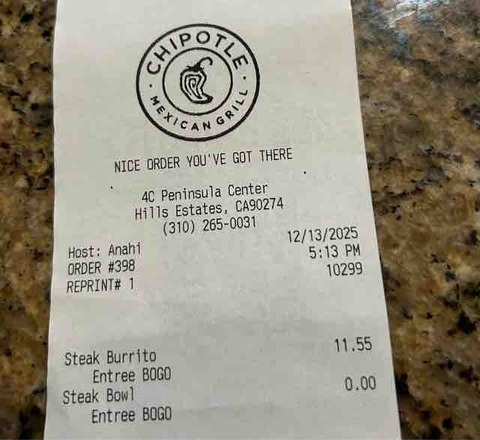 CHIPOTLE
MEXICAN GRILL
NICE ORDER YOU'VE GOT THERE
4C Peninsula Center
Hills Estates, CA90274
(310) 265-0031
Host: Anahi 12/13/2025
ORDER #398 5:13 PM
REPRINT# 1 10299
Steak Burrito 11.55
Entree BOGO
Steak Bowl 0.00
Entree BOGO